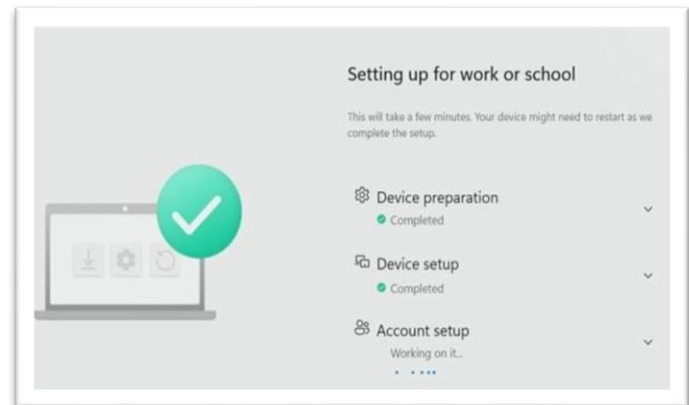 Setting up for work or school
This will take a few minutes. Your device might need to restart as we
complete the setup.
Device preparation
Completed
Device setup
Completed
Account setup
Working on it...